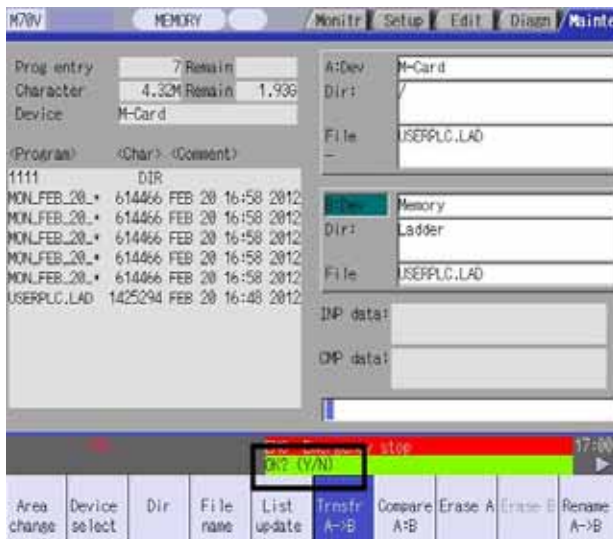 M70V MEMORY Monitr Setup Edit Diagn Mainte
Prog entry 7 Remain
Character 4.32M Remain 1.93G
Device M-Card
<Program> <Char> <Comment>
1111 DIR
MON_FEB_20_* 614466 FEB 20 16:58 2012
MON_FEB_20_* 614466 FEB 20 16:58 2012
MON_FEB_20_* 614466 FEB 20 16:58 2012
MON_FEB_20_* 614466 FEB 20 16:58 2012
MON_FEB_20_* 614466 FEB 20 16:58 2012
USERPLC.LAD 1425294 FEB 20 16:48 2012
A:Dev M-Card
Dir: /
File USERPLC.LAD
B:Dev Memory
Dir: Ladder
File USERPLC.LAD
INP data:
CMP data:
EMG Emergency stop 17:00
OK? (Y/N)
Area change
Device select
Dir
File name
List update
Trnsfr A->B
Compare A:B
Erase A
Erase B
Rename A->B